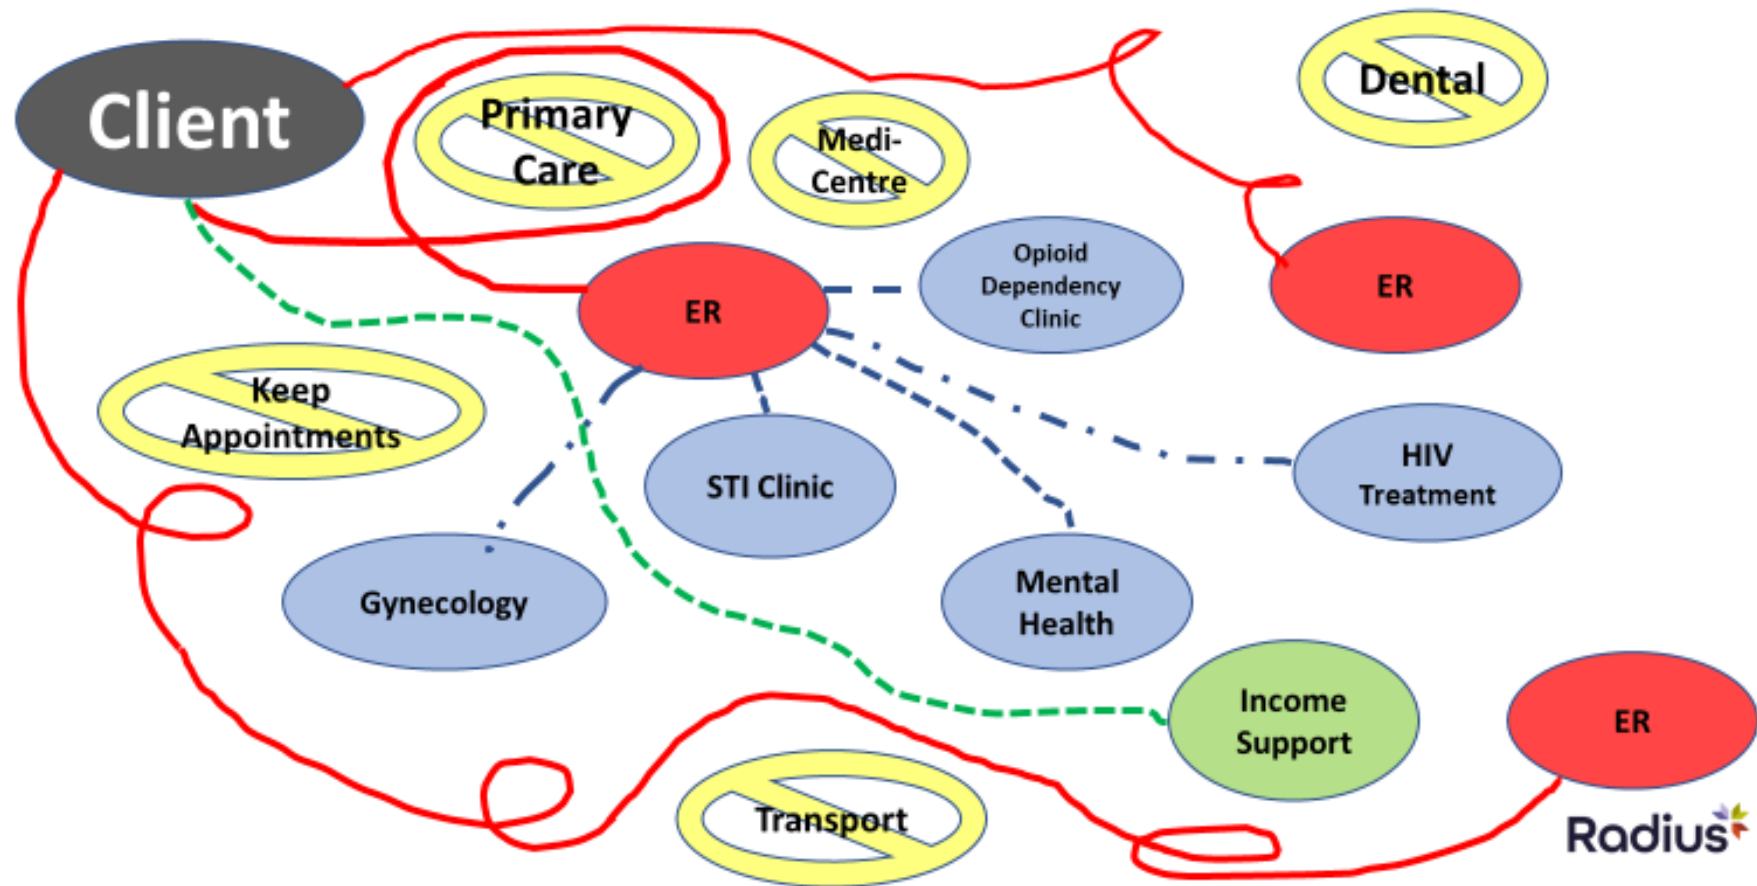 Client
Primary
Care
Medi-
Centre
Dental
Opioid
Dependency
Clinic
ER
ER
Keep
Appointments
STI Clinic
HIV
Treatment
Gynecology
Mental
Health
Income
Support
ER
Transport
Radius